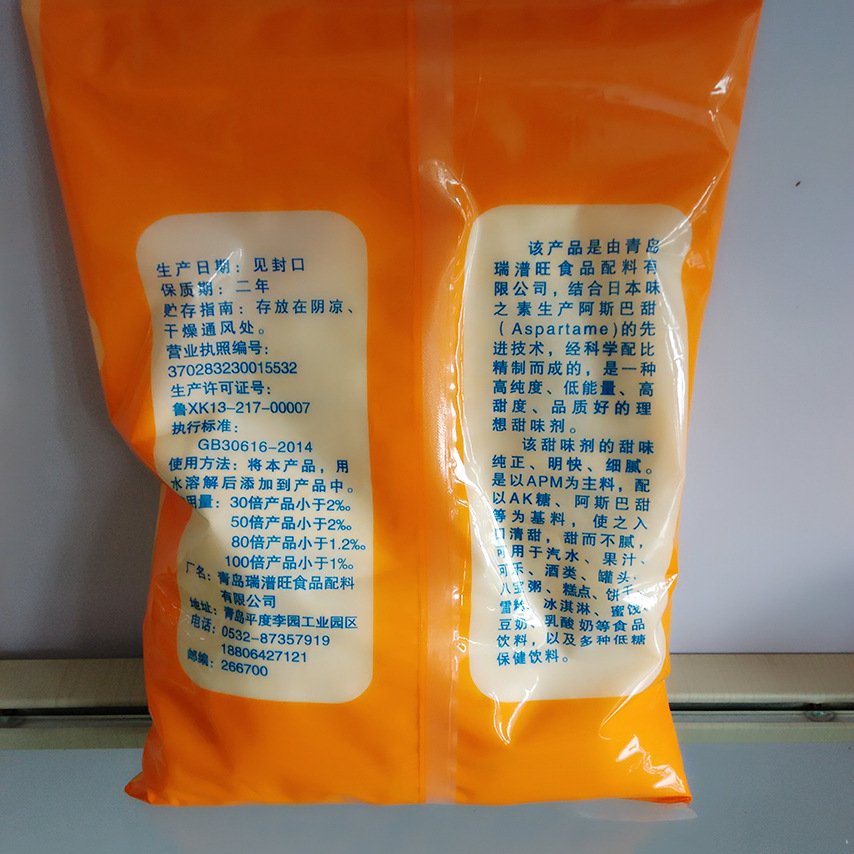 生产日期：见封口
保质期：二年
贮存指南：存放在阴凉、
干燥通风处。
营业执照编号：
370283230015532
生产许可证号：
鲁XK13-217-00007
执行标准：
GB30616-2014
使用方法：将本产品，用
水溶解后添加到产品中。
用量：30倍产品小于2‰
50倍产品小于2‰
80倍产品小于1.2‰
100倍产品小于1‰
厂名：青岛瑞潽旺食品配料
有限公司
地址：青岛平度李园工业园区
电话：0532-87357919
18806427121
邮编：266700
该产品是由青岛
瑞潽旺食品配料有
限公司，结合日本味
之素生产阿斯巴甜
（Aspartame)的先
进技术，经科学配比
精制而成的，是一种
高纯度、低能量、高
甜度、品质好的理
想甜味剂。
该甜味剂的甜味
纯正、明快、细腻。
是以APM为主料，配
以AK糖、阿斯巴甜
等为基料，使之入
口清甜，甜而不腻，
可用于汽水、果汁、
可乐、酒类、罐头、
八宝粥、糕点、饼干、
雪糕、冰淇淋、蜜饯、
豆奶、乳酸奶等食品
饮料，以及多种低糖
保健饮料。